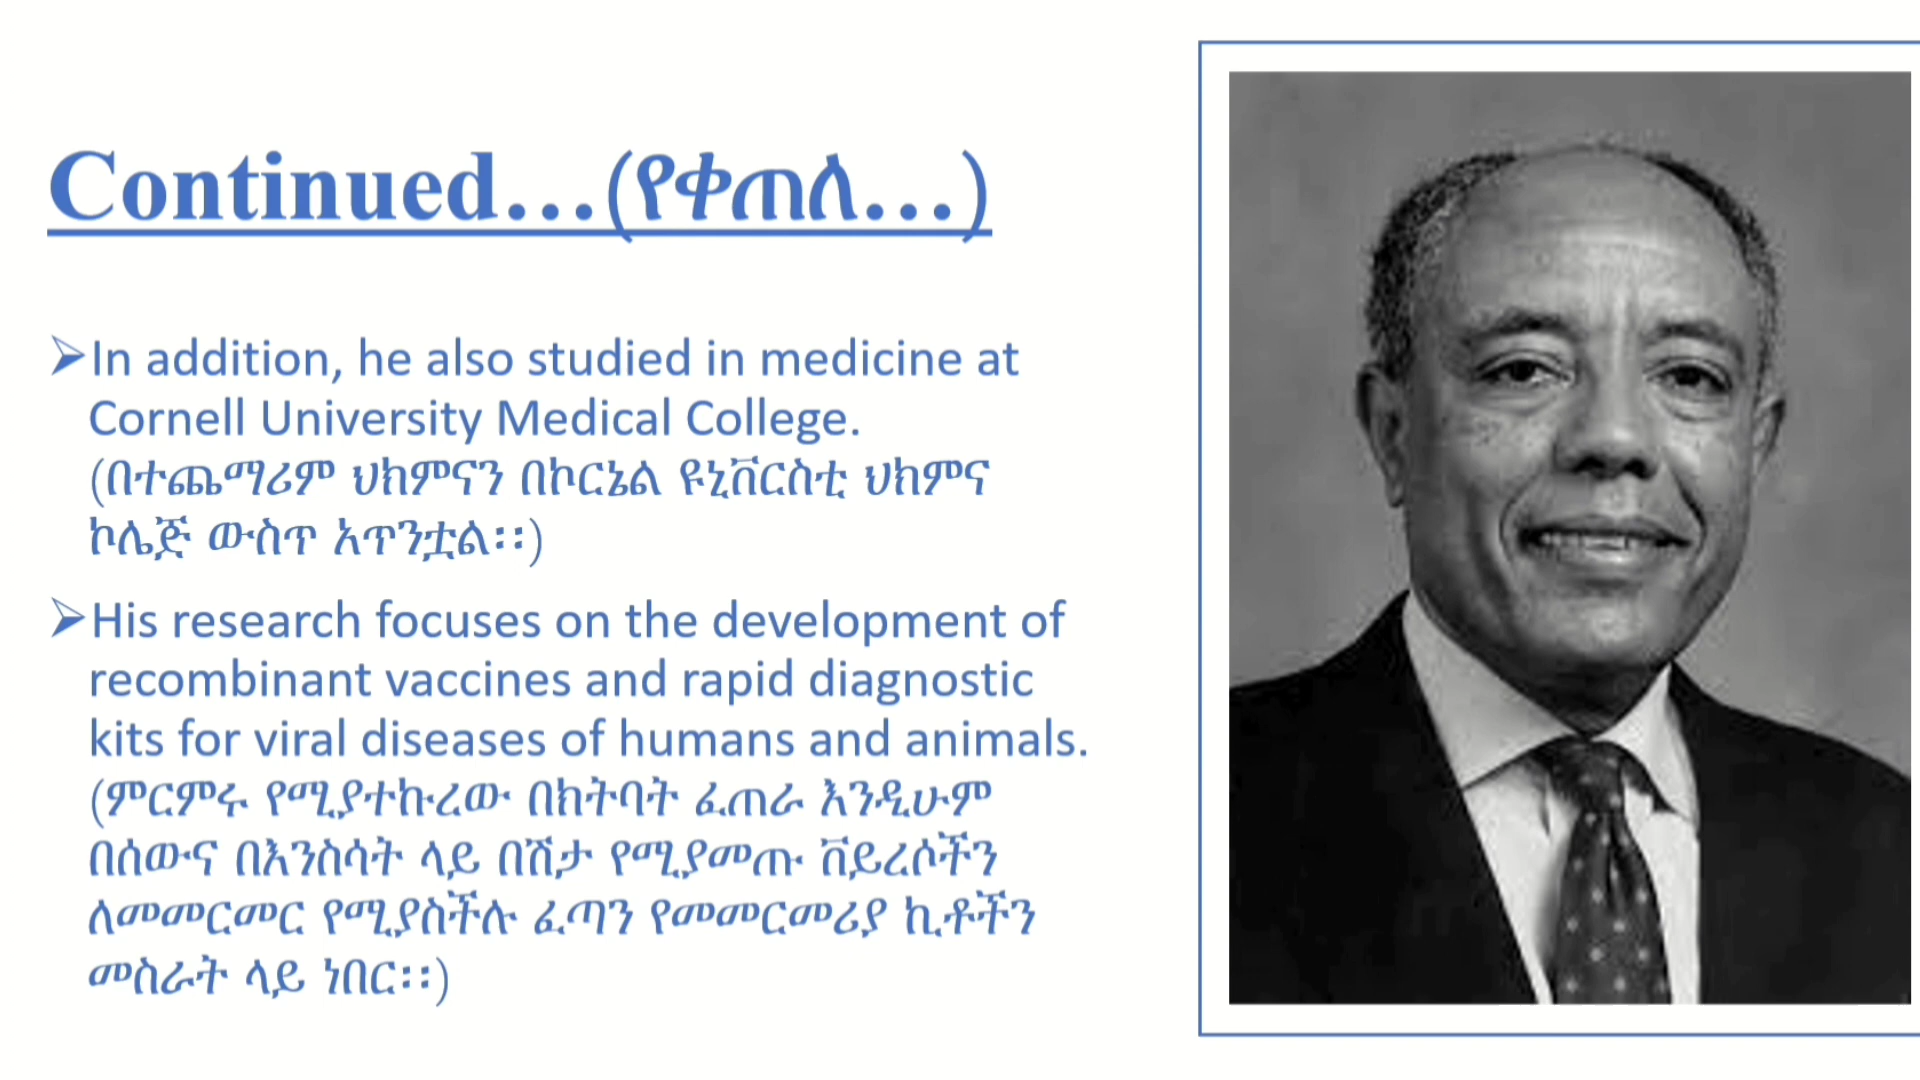 Continued…(የቀጠለ…)
➢In addition, he also studied in medicine at
Cornell University Medical College.
(በተጨማሪም ህክምናን በኮርኔል ዩኒቨርስቲ ህክምና
ኮሌጅ ውስጥ አጥንቷል፡፡)
➢His research focuses on the development of
recombinant vaccines and rapid diagnostic
kits for viral diseases of humans and animals.
(ምርምሩ የሚያተኩረው በክትባት ፈጠራ እንዲሁም
በሰውና በእንስሳት ላይ በሽታ የሚያመጡ ቨይረሶችን
ለመመርመር የሚያስችሉ ፈጣን የመመርመሪያ ኪቶችን
መስራት ላይ ነበር፡፡)